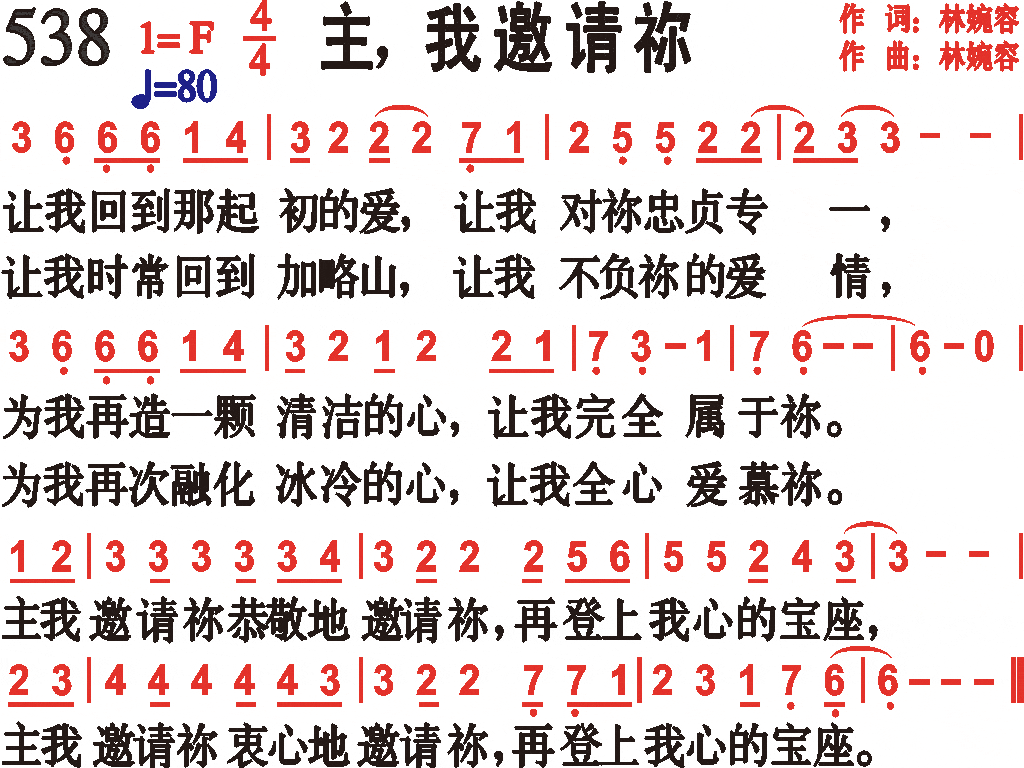 538 1=F 4/4 主，我邀请祢 作 词：林婉容
♩=80 作 曲：林婉容
3 6 6 6 1 4 | 3 2 2 2 7 1 | 2 5 5 2 2 | 2 3 3 - - |
让我回到那起 初的爱， 让我 对祢忠贞专 一，
让我时常回到 加略山， 让我 不负祢的爱 情，
3 6 6 6 1 4 | 3 2 1 2 2 1 | 7 3 - 1 | 7 6 - - | 6 - 0 |
为我再造一颗 清洁的心，让我完全 属于祢。
为我再次融化 冰冷的心，让我全心 爱慕祢。
1 2 | 3 3 3 3 3 4 | 3 2 2 2 5 6 | 5 5 2 4 3 | 3 - - |
主我 邀请祢恭敬地 邀请祢，再登上我心的宝座，
2 3 | 4 4 4 4 4 3 | 3 2 2 7 7 1 | 2 3 1 7 6 | 6 - - - ‖
主我 邀请祢 衷心地 邀请祢，再登上我心的宝座。